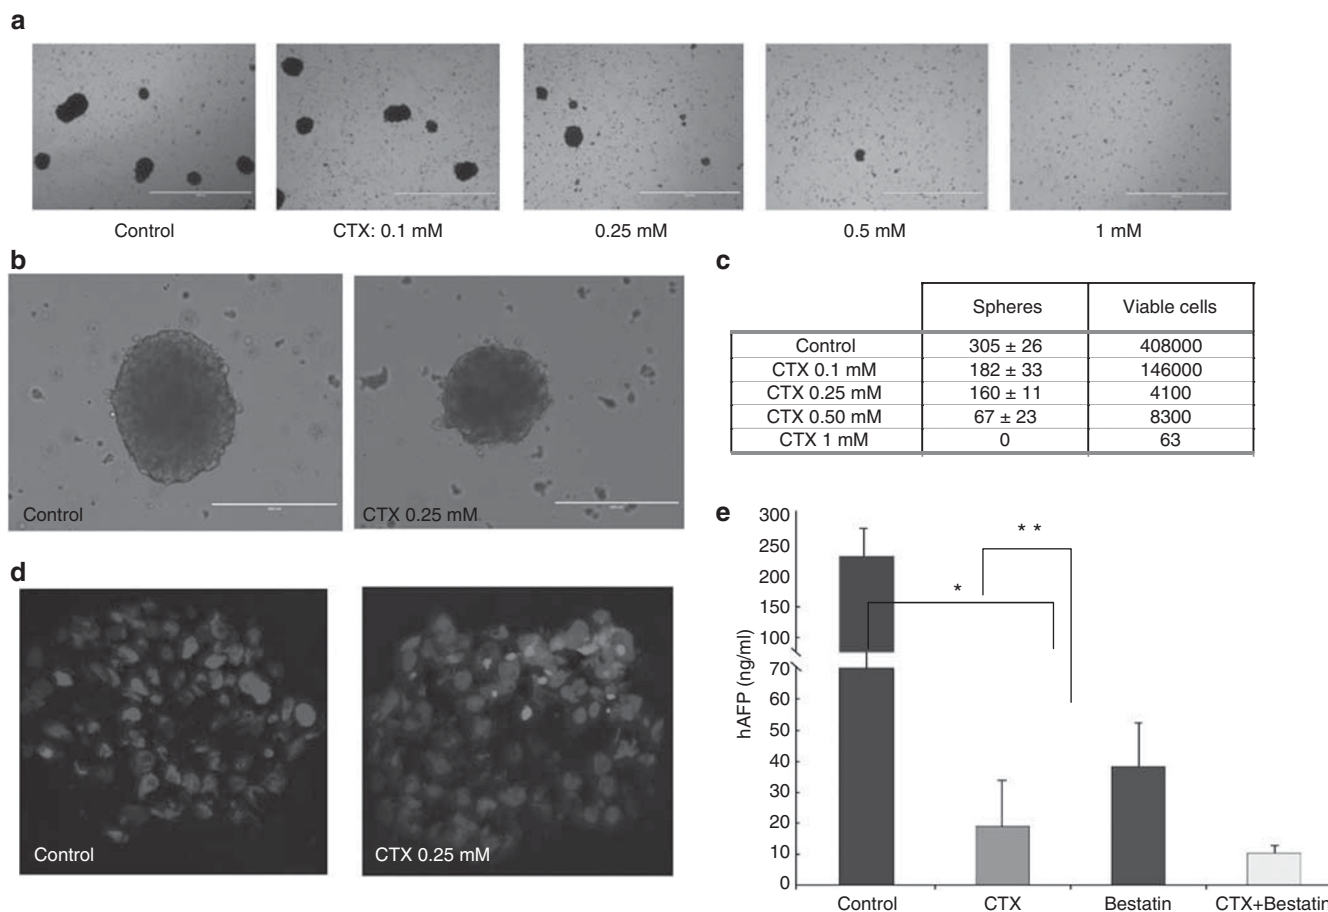 a
Control
CTX: 0.1 mM
0.25 mM
0.5 mM
1 mM
b
Control
CTX 0.25 mM
c
Spheres Viable cells
Control 305 ± 26 408000
CTX 0.1 mM 182 ± 33 146000
CTX 0.25 mM 160 ± 11 4100
CTX 0.50 mM 67 ± 23 8300
CTX 1 mM 0 63
d
Control
CTX 0.25 mM
e
hAFP (ng/ml)
300
250
200
150
100
70
60
50
40
30
20
10
0
* *
*
Control
CTX
Bestatin
CTX+Bestatin